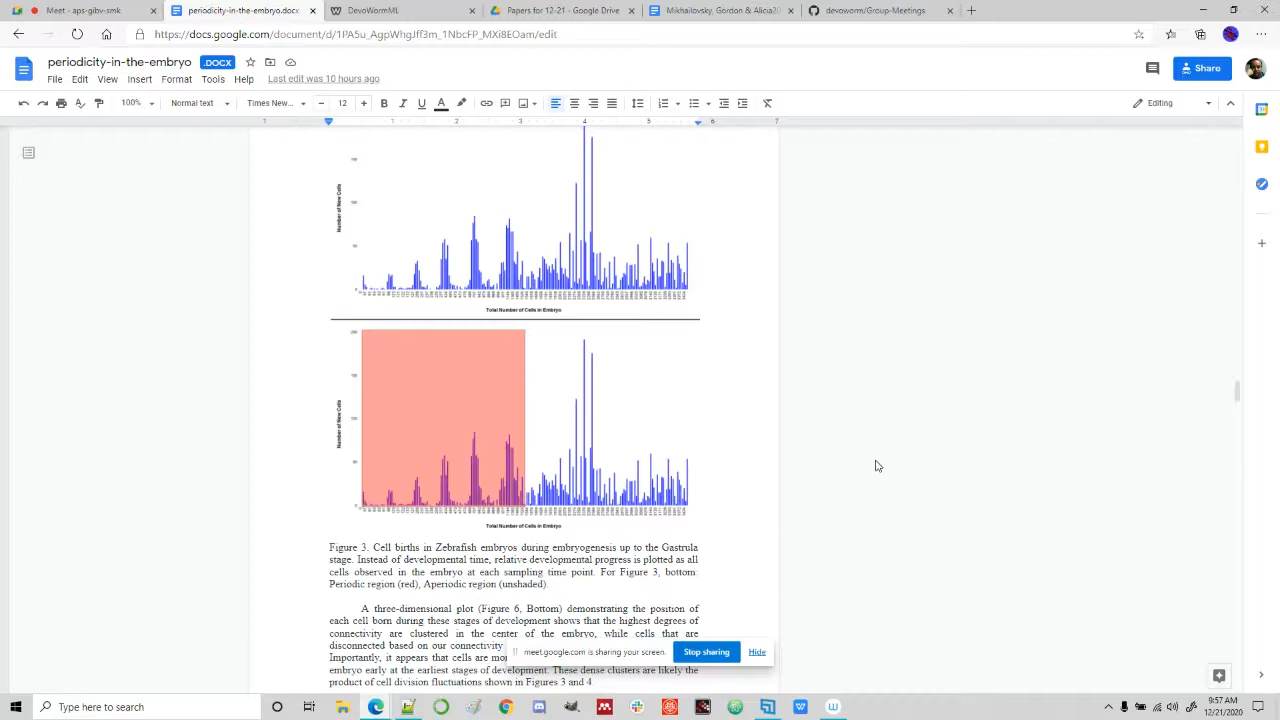 Meet - aps-gibv-smk
periodicity-in-the-embryo.docx
DevoWormML
Papers for 12-21 - Google Drive
Mikhailovsky, Gordon & Alicia20
devoworm/Group-Meetings
https://docs.google.com/document/d/1PA5u_AgpWhgJff3m_1NbcFP_MXi8EOam/edit
periodicity-in-the-embryo .DOCX
File Edit View Insert Format Tools Help Last edit was 10 hours ago
Share
100% Normal text Times New... 12 Editing
1 1 2 3 4 5 6 7
Number of New Cells
Total Number of Cells in Embryo
Number of New Cells
Total Number of Cells in Embryo
Figure 3. Cell births in Zebrafish embryos during embryogenesis up to the Gastrula
stage. Instead of developmental time, relative developmental progress is plotted as all
cells observed in the embryo at each sampling time point. For Figure 3, bottom:
Periodic region (red), Aperiodic region (unshaded).
A three-dimensional plot (Figure 6, Bottom) demonstrating the position of
each cell born during these stages of development shows that the highest degrees of
connectivity are clustered in the center of the embryo, while cells that are
disconnected based on our connectivity
Importantly, it appears that cells are mo
embryo early at the earliest stages of development. These dense clusters are likely the
product of cell division fluctuations shown in Figures 3 and 4.
meet.google.com is sharing your screen. Stop sharing Hide
Type here to search
9:57 AM
12/21/2020